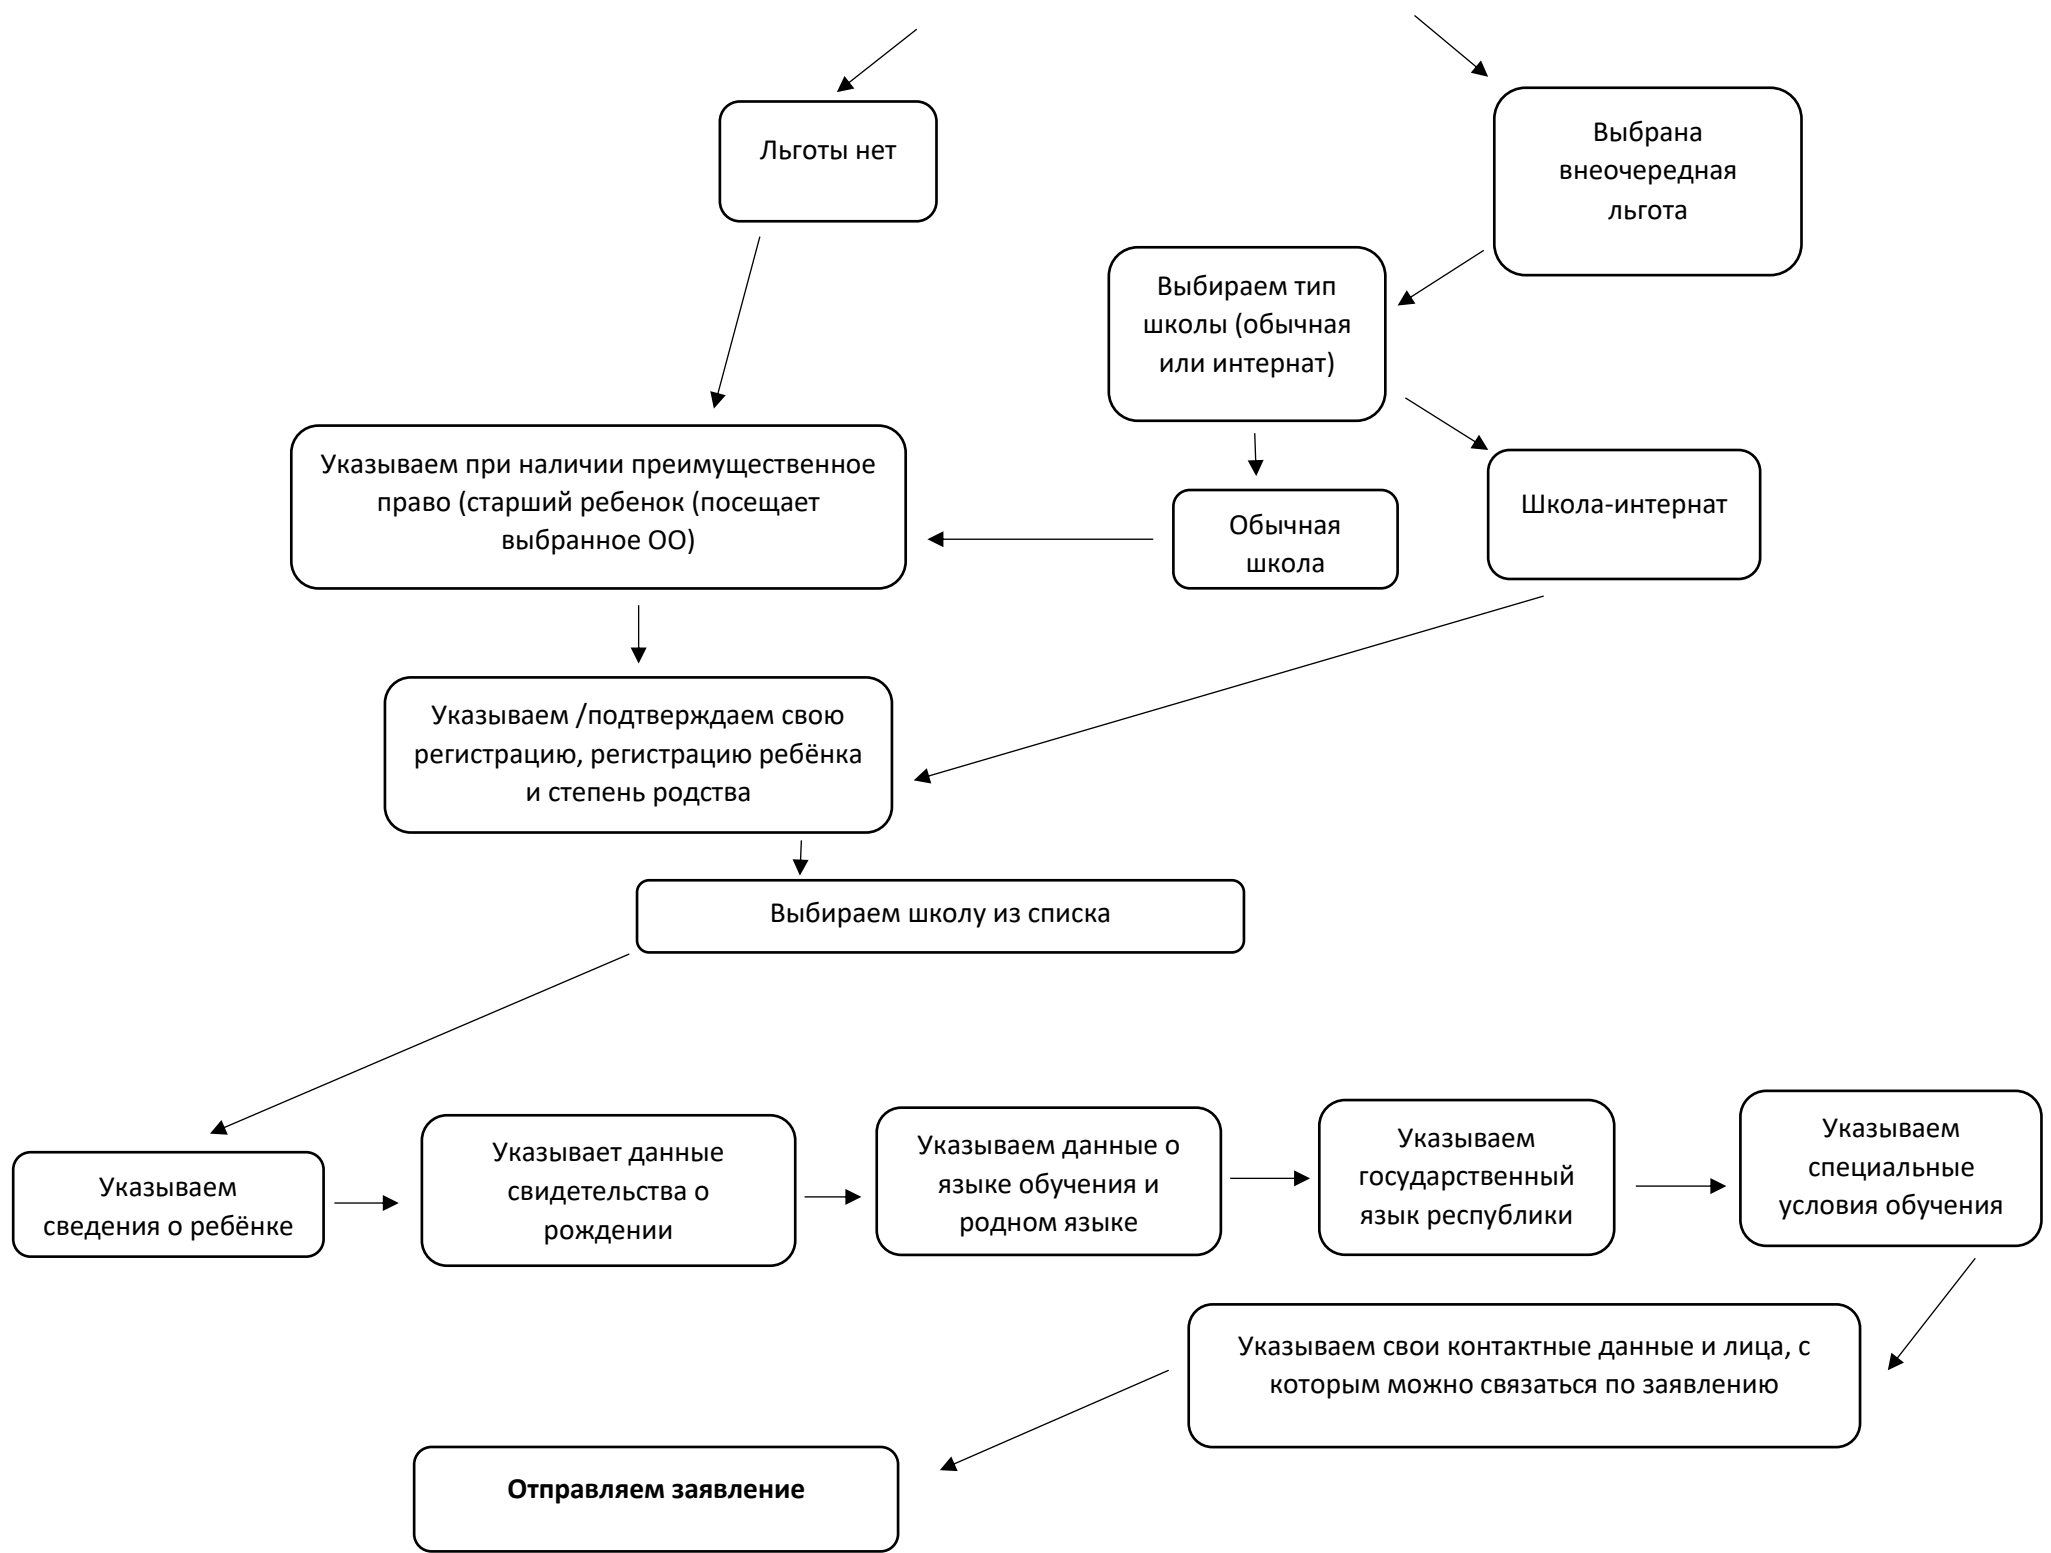 Льготы нет
Выбрана
внеочередная
льгота
Выбираем тип
школы (обычная
или интернат)
Указываем при наличии преимущественное
право (старший ребенок (посещает
выбранное ОО)
Обычная
школа
Школа-интернат
Указываем /подтверждаем свою
регистрацию, регистрацию ребёнка
и степень родства
Выбираем школу из списка
Указываем
сведения о ребёнке
Указывает данные
свидетельства о
рождении
Указываем данные о
языке обучения и
родном языке
Указываем
государственный
язык республики
Указываем
специальные
условия обучения
Указываем свои контактные данные и лица, с
которым можно связаться по заявлению
Отправляем заявление